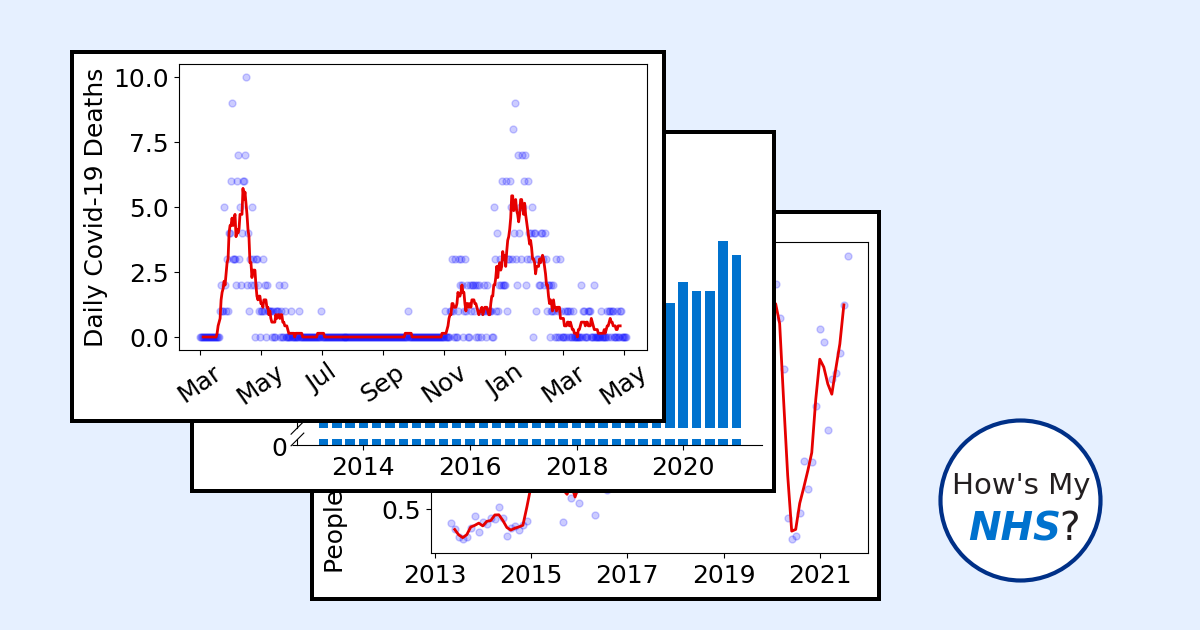 Daily Covid-19 Deaths
10.0
7.5
5.0
2.5
0.0
Mar May Jul Sep Nov Jan Mar May
0
2014 2016 2018 2020
People
0.5
2013 2015 2017 2019 2021
How's My
NHS?